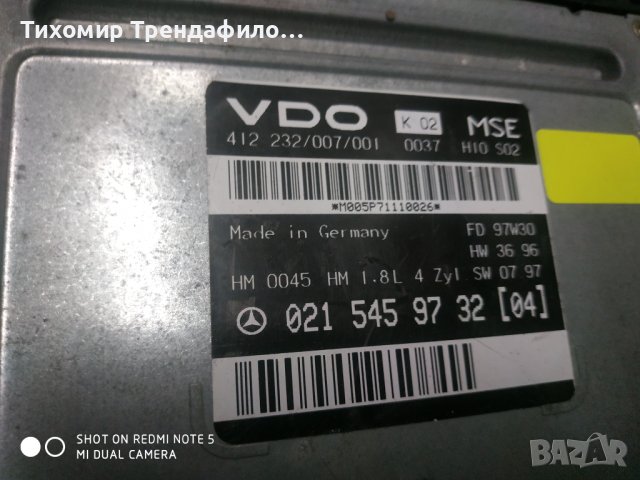 Тихомир Трендафило...
VDO K 02 MSE
412 232/007/001 0037 H10 S02
*M005P71110026*
Made in Germany FD 97W30
HW 36 96
HM 0045 HM 1.8L 4 Zyl SW 07 97
021 545 97 32 [04]
SHOT ON REDMI NOTE 5
MI DUAL CAMERA
BAZAR